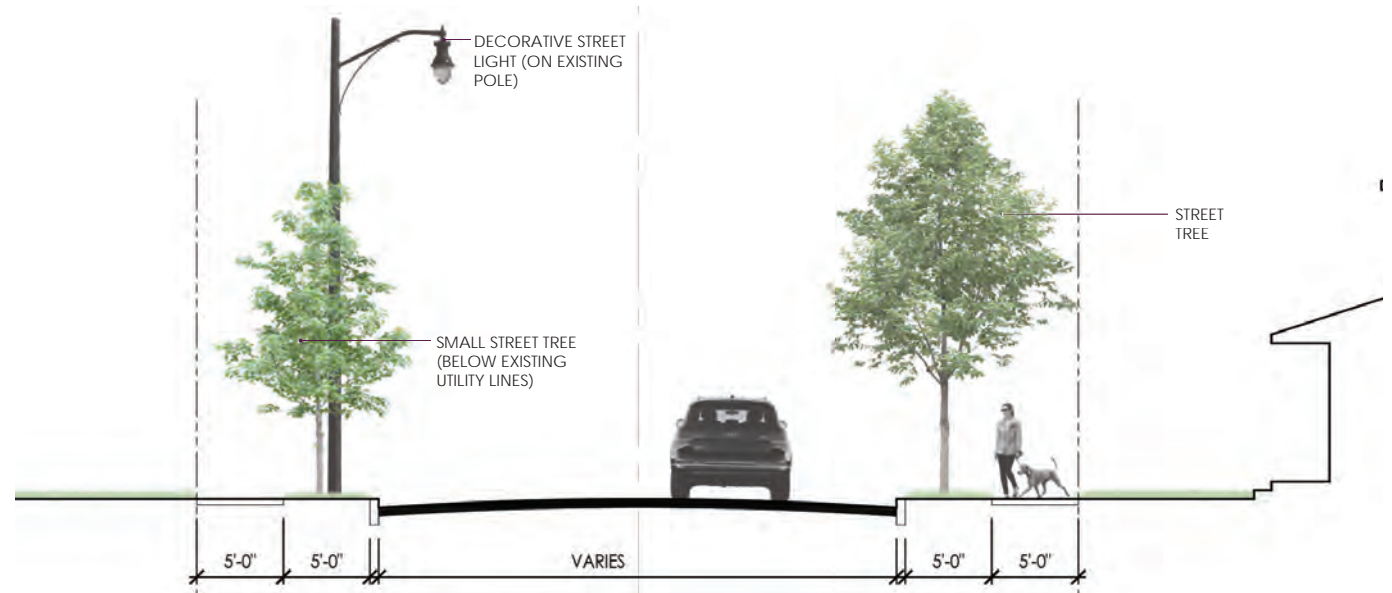 DECORATIVE STREET
LIGHT (ON EXISTING
POLE)
STREET
TREE
SMALL STREET TREE
(BELOW EXISTING
UTILITY LINES)
5'-0"
5'-0"
VARIES
5'-0"
5'-0"